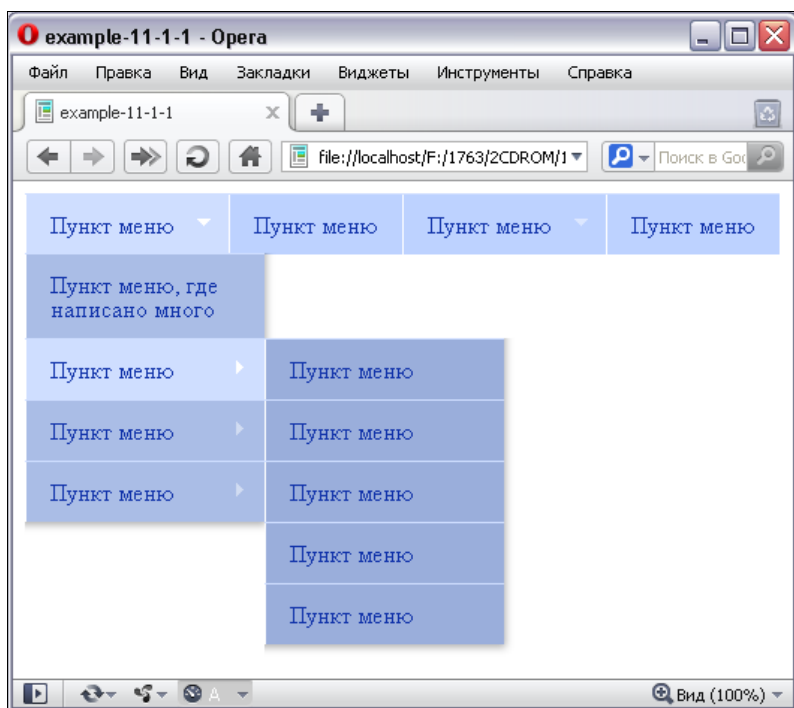 example-11-1-1 - Opera
Файл Правка Вид Закладки Виджеты Инструменты Справка
example-11-1-1
file://localhost/F:/1763/2CDROM/1 Поиск в Goo
Пункт меню Пункт меню Пункт меню Пункт меню
Пункт меню, где
написано много
Пункт меню Пункт меню
Пункт меню Пункт меню
Пункт меню Пункт меню
Пункт меню
Пункт меню
A Вид (100%)